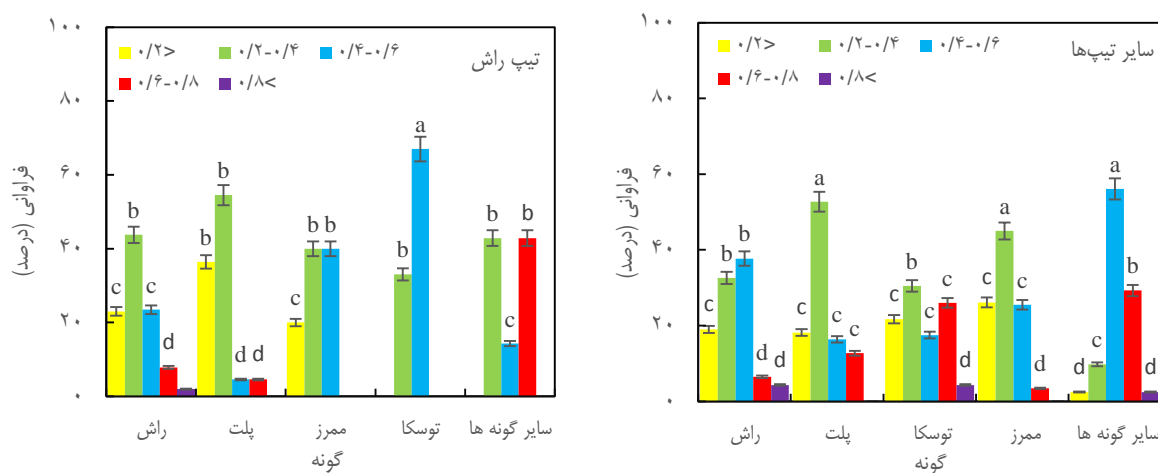 تیپ راش
۰/۲> ۰/۲-۰/۴ ۰/۴-۰/۶
۰/۶-۰/۸ ۰/۸<
فراوانی (درصد)
۱۰۰
۸۰
۶۰
۴۰
۲۰
۰
c b c d
b b d d
c b b
b a
b c b
راش پلت ممرز توسکا سایر گونه ها
گونه
سایر تیپ‌ها
۰/۲> ۰/۲-۰/۴ ۰/۴-۰/۶
۰/۶-۰/۸ ۰/۸<
فراوانی (درصد)
۱۰۰
۸۰
۶۰
۴۰
۲۰
۰
c b b d d
c a c c
c b c c d
c a c d
d c a b d
راش پلت توسکا ممرز سایر گونه ها
گونه